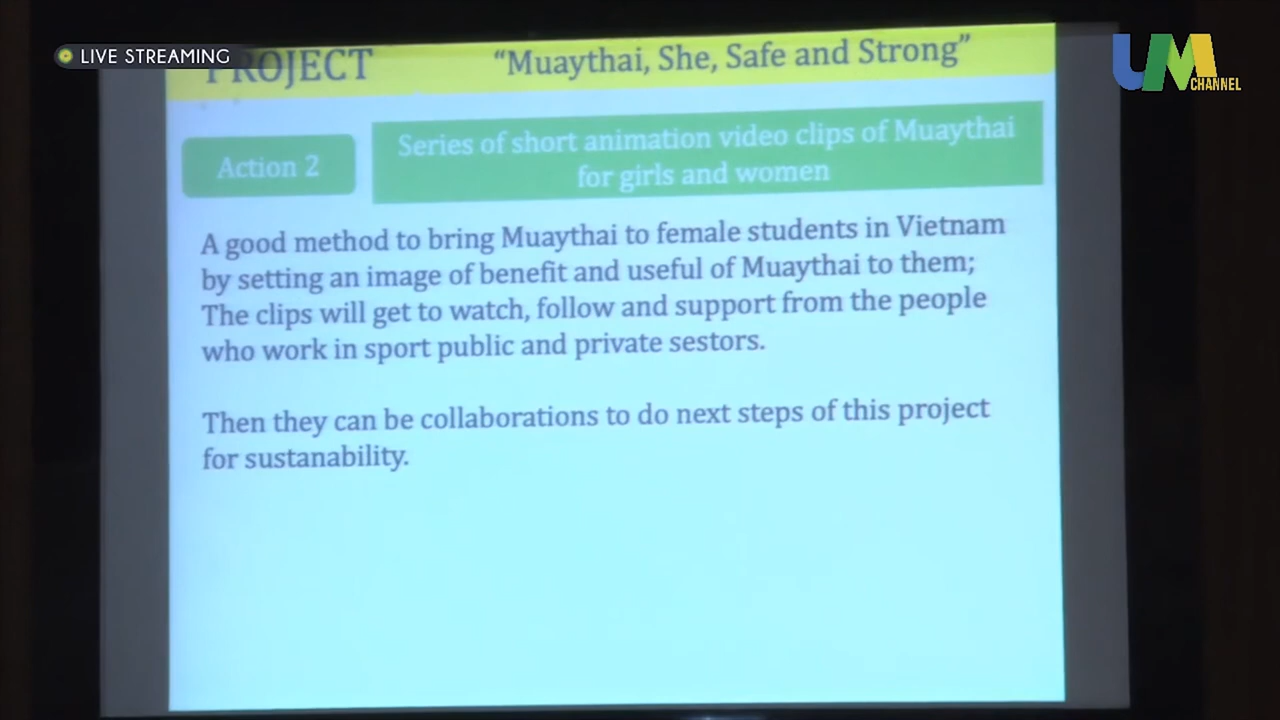 LIVE STREAMING
PROJECT
“Muaythai, She, Safe and Strong”
UM
CHANNEL
Action 2
Series of short animation video clips of Muaythai
for girls and women
A good method to bring Muaythai to female students in Vietnam
by setting an image of benefit and useful of Muaythai to them;
The clips will get to watch, follow and support from the people
who work in sport public and private sestors.
Then they can be collaborations to do next steps of this project
for sustanability.